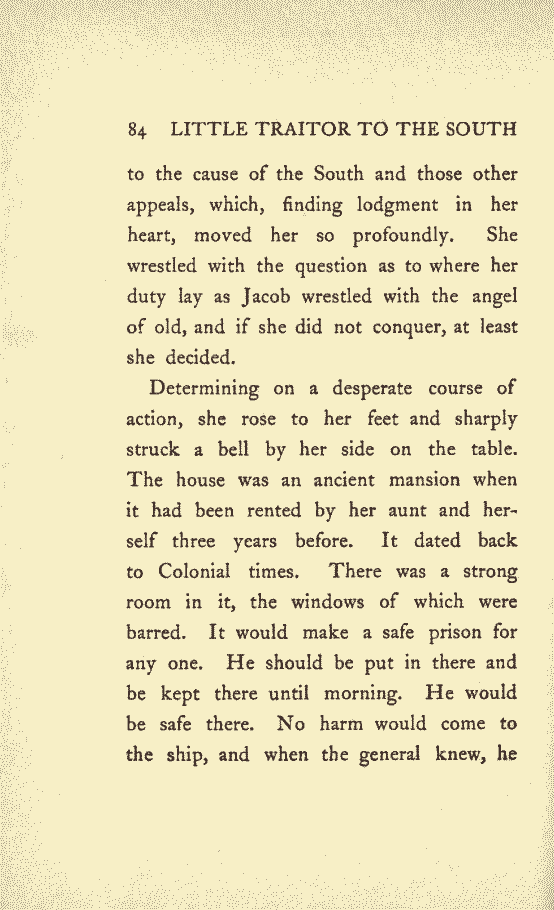 84 LITTLE TRAITOR TO THE SOUTH
to the cause of the South and those other
appeals, which, finding lodgment in her
heart, moved her so profoundly. She
wrestled with the question as to where her
duty lay as Jacob wrestled with the angel
of old, and if she did not conquer, at least
she decided.
Determining on a desperate course of
action, she rose to her feet and sharply
struck a bell by her side on the table.
The house was an ancient mansion when
it had been rented by her aunt and her-
self three years before. It dated back
to Colonial times. There was a strong
room in it, the windows of which were
barred. It would make a safe prison for
any one. He should be put in there and
be kept there until morning. He would
be safe there. No harm would come to
the ship, and when the general knew, he